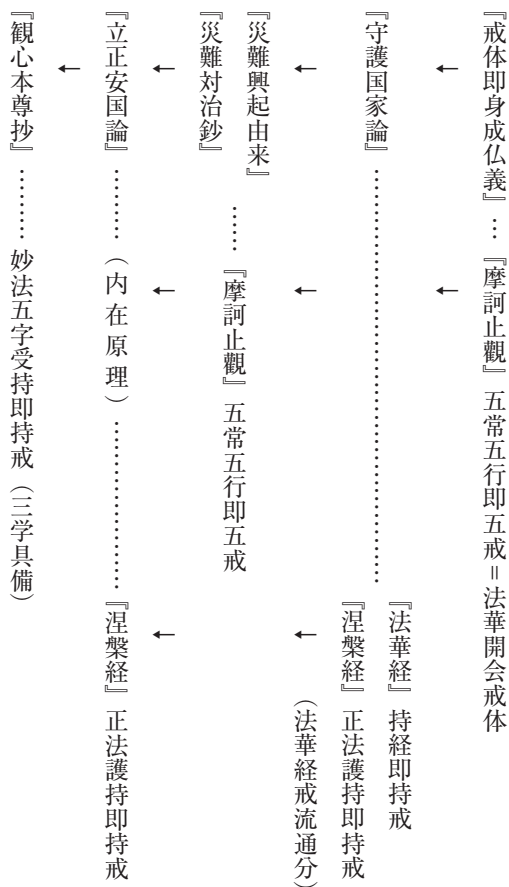 『戒体即身成仏義』…『摩訶止觀』五常五行即五戒＝法華開会戒体
← ←
『守護国家論』……………………………………『法華経』持経即持戒
『涅槃経』正法護持即持戒
（法華経戒流通分）
← ← ←
『災難興起由来』
『災難対治鈔』……『摩訶止觀』五常五行即五戒
← ← ←
『立正安国論』………（内在原理）………………『涅槃経』正法護持即持戒
←
『観心本尊抄』………妙法五字受持即持戒（三学具備）